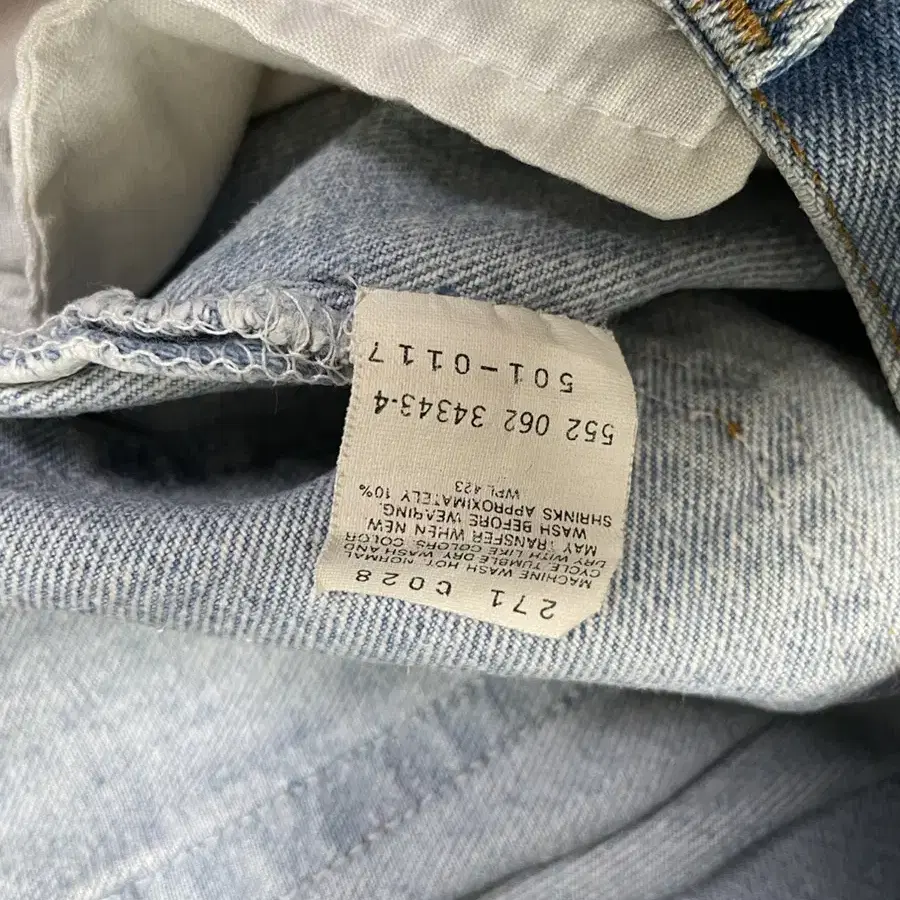 271 C028
MACHINE WASH HOT, NORMAL
CYCLE. TUMBLE DRY WASH AND
DRY WITH LIKE COLORS. COLOR
MAY TRANSFER WHEN NEW.
WASH BEFORE WEARING.
SHRINKS APPROXIMATELY 10%
WPL 423
552 062 34343-4
501-0117